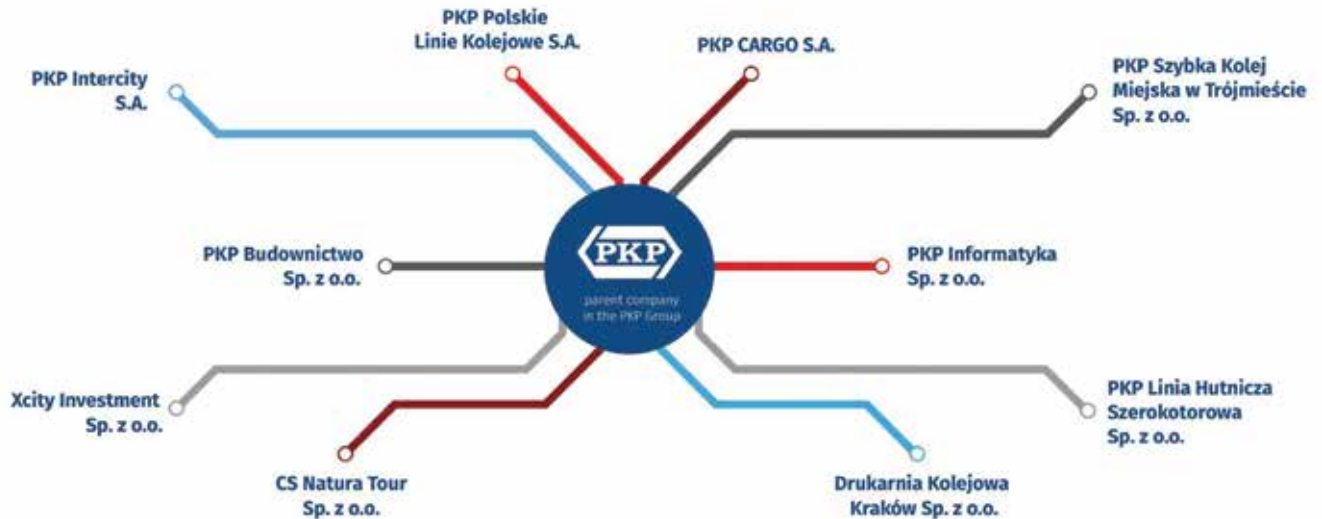 PKP Polskie
Linie Kolejowe S.A.
PKP CARGO S.A.
PKP Intercity
S.A.
PKP Szybka Kolej
Miejska w Trójmieście
Sp. z o.o.
PKP Budownictwo
Sp. z o.o.
PKP
parent company
in the PKP Group
PKP Informatyka
Sp. z o.o.
Xcity Investment
Sp. z o.o.
PKP Linia Hutnicza
Szerokotorowa
Sp. z o.o.
CS Natura Tour
Sp. z o.o.
Drukarnia Kolejowa
Kraków Sp. z o.o.